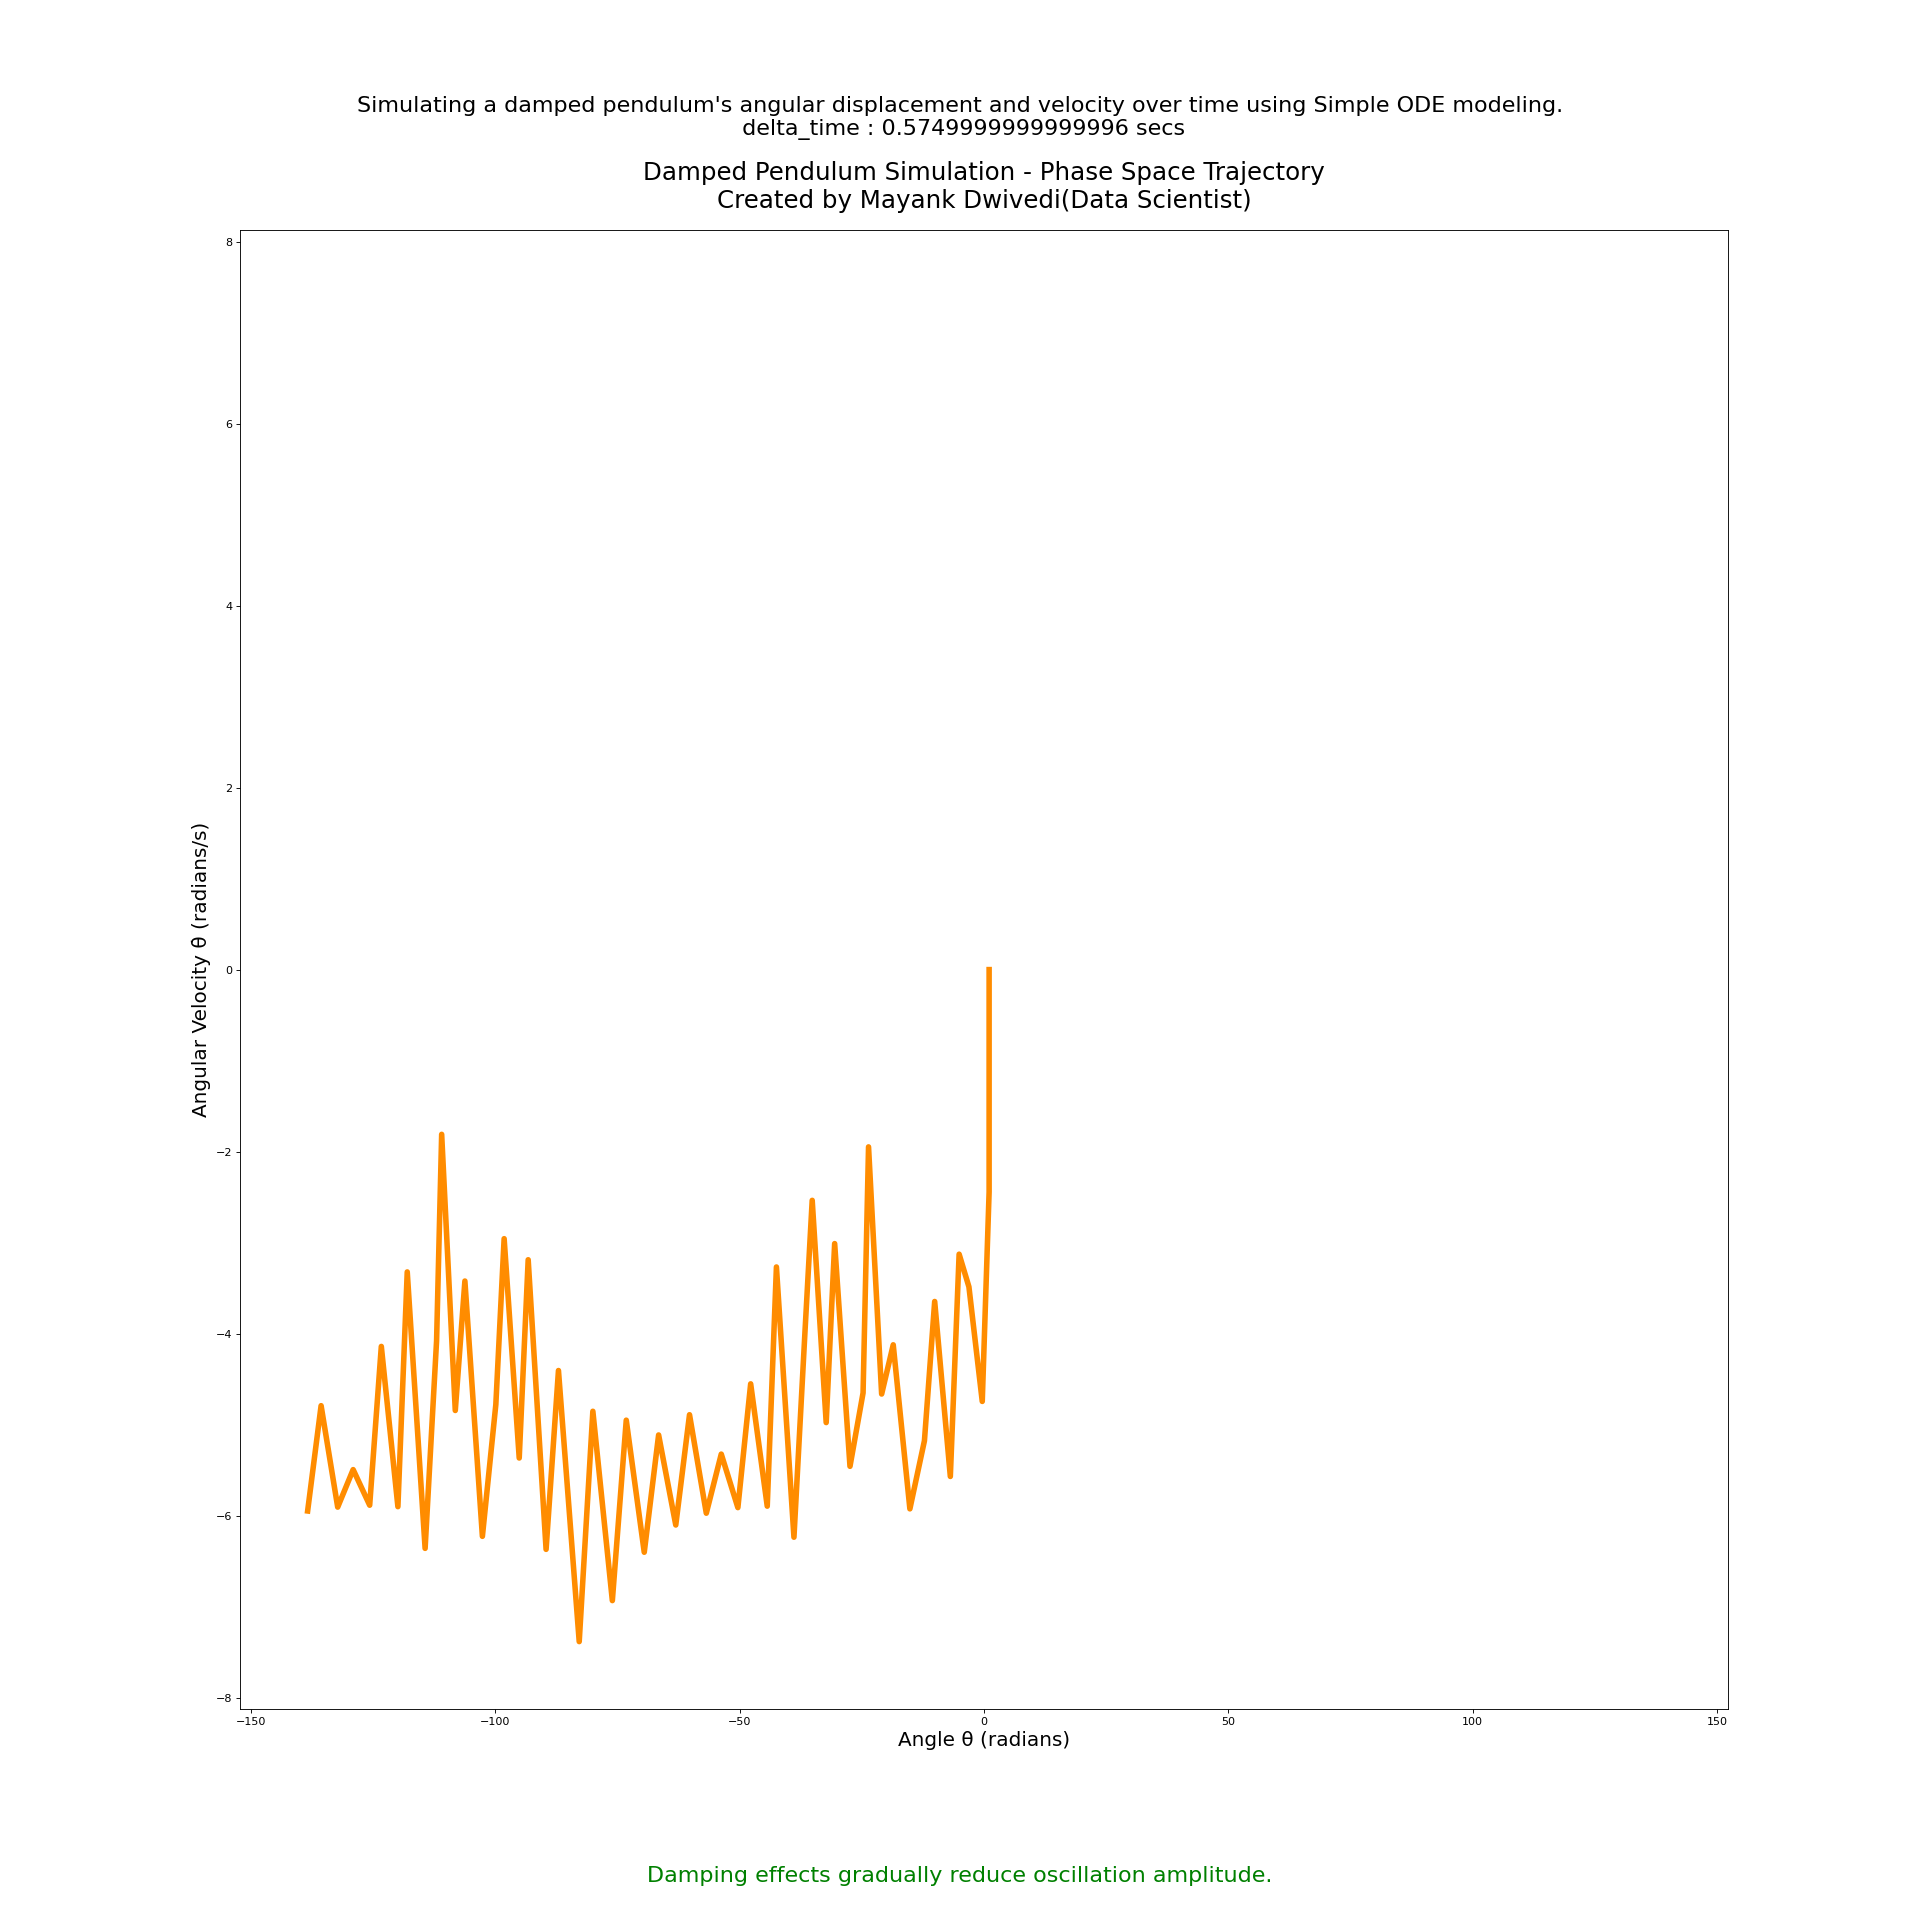 Simulating a damped pendulum's angular displacement and velocity over time using Simple ODE modeling.
delta_time : 0.5749999999999996 secs
Damped Pendulum Simulation - Phase Space Trajectory
Created by Mayank Dwivedi(Data Scientist)
8
6
4
2
0
−2
−4
−6
−8
Angular Velocity θ (radians/s)
−150
−100
−50
0
50
100
150
Angle θ (radians)
Damping effects gradually reduce oscillation amplitude.